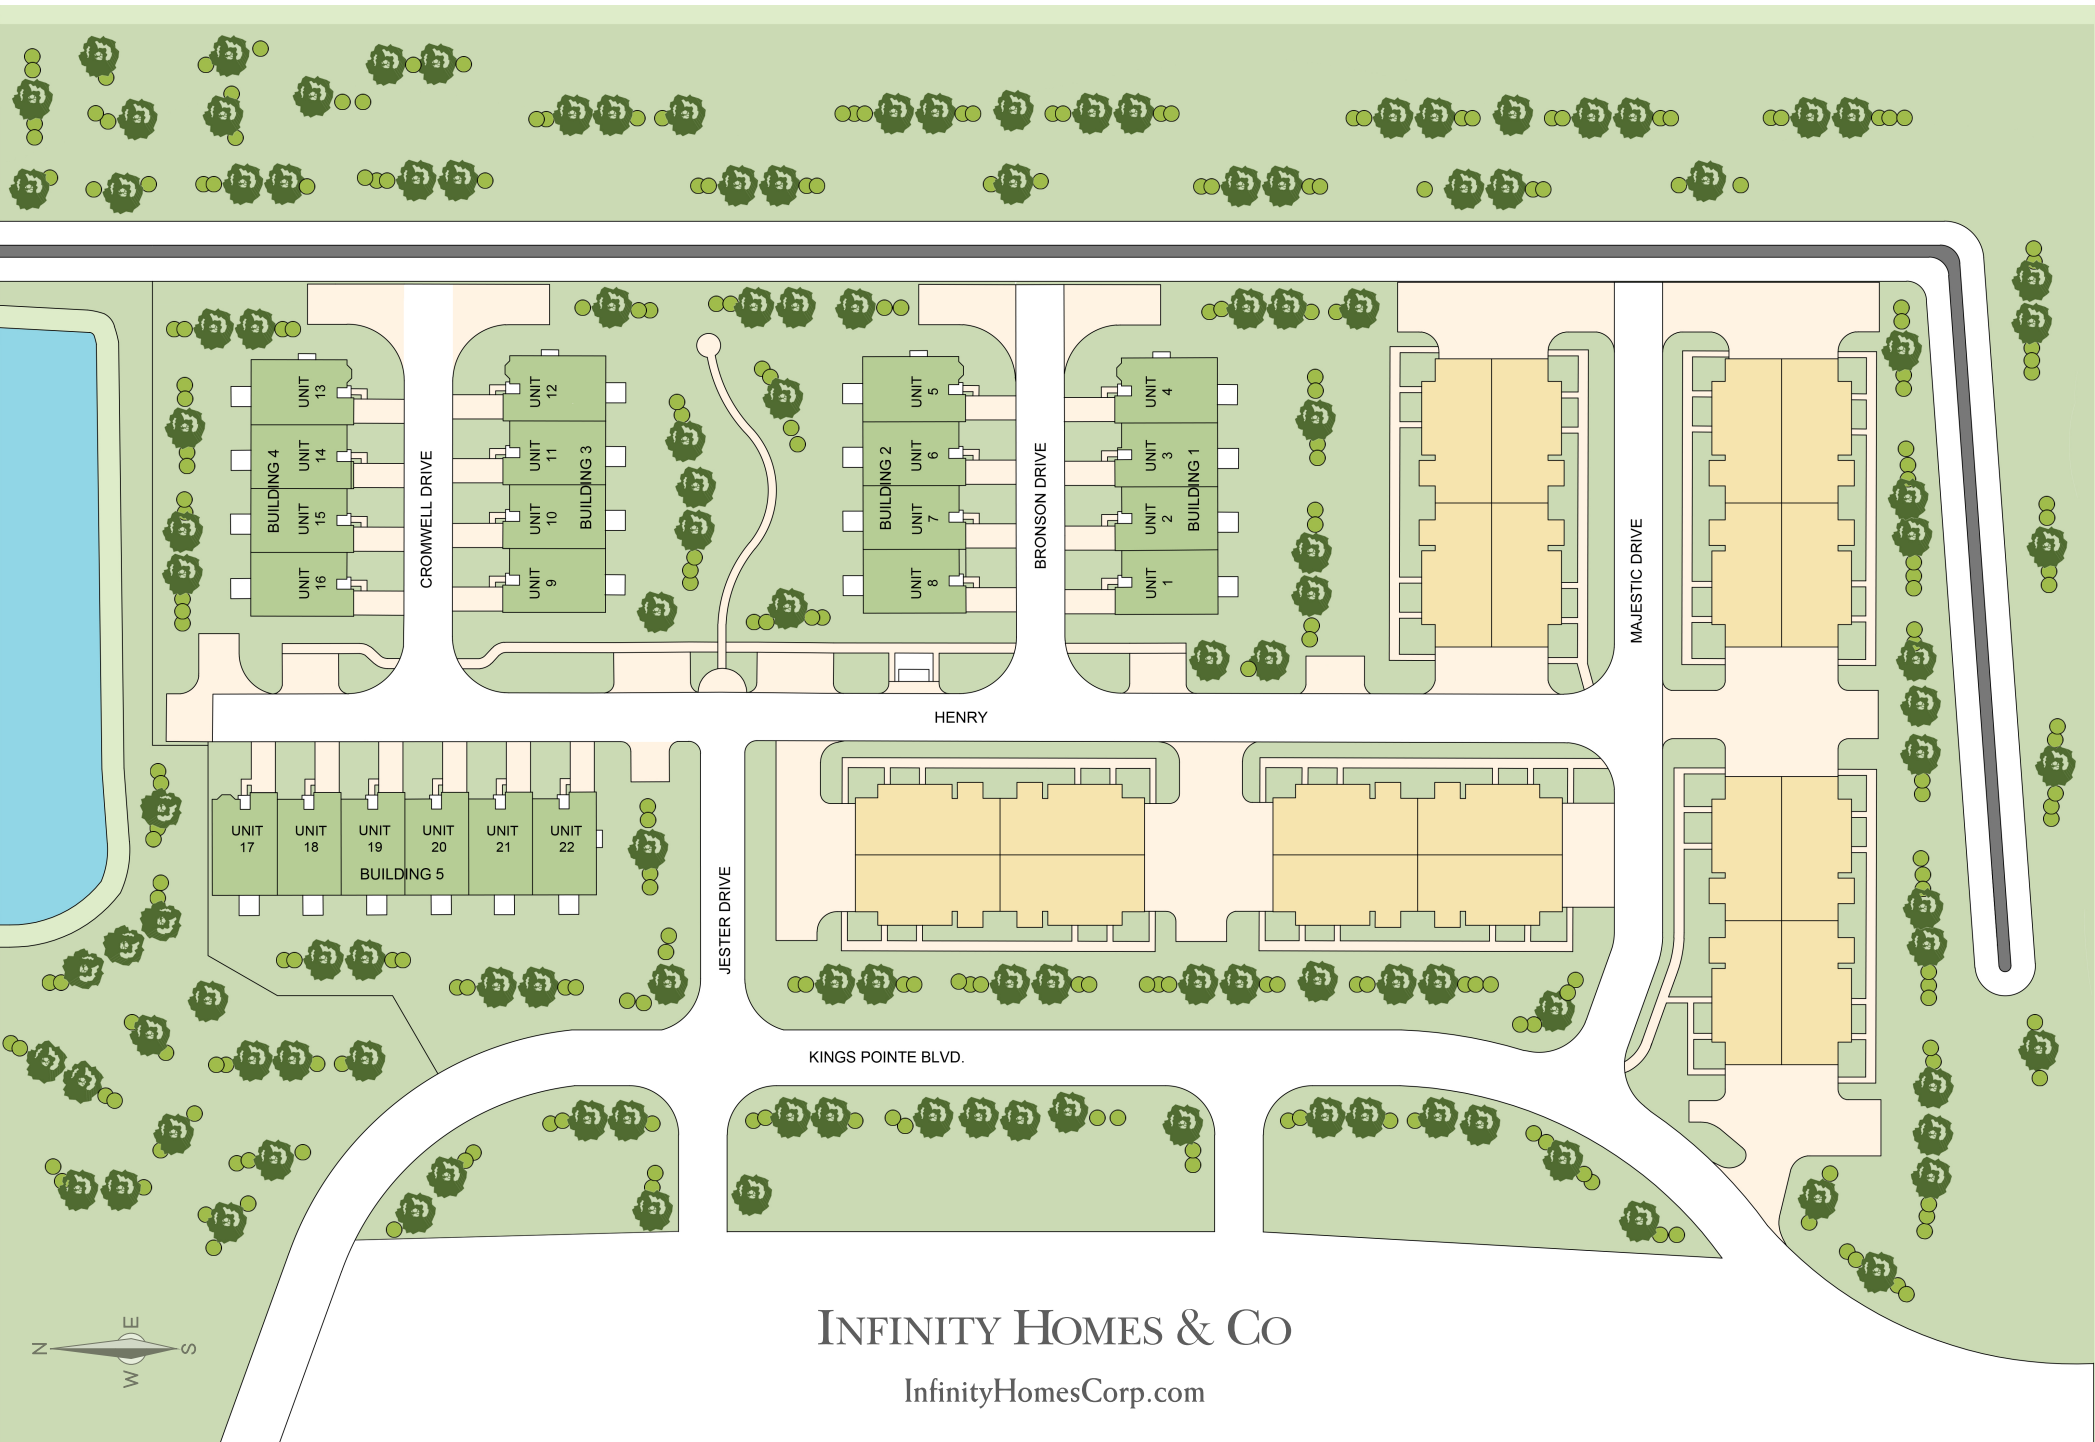 UNIT
13
UNIT
14
UNIT
15
UNIT
16
BUILDING 4
CROMWELL DRIVE
UNIT
12
UNIT
11
UNIT
10
UNIT
9
BUILDING 3
BUILDING 2
UNIT
5
UNIT
6
UNIT
7
UNIT
8
BRONSON DRIVE
UNIT
4
UNIT
3
UNIT
2
UNIT
1
BUILDING 1
MAJESTIC DRIVE
HENRY
UNIT
17
UNIT
18
UNIT
19
UNIT
20
UNIT
21
UNIT
22
BUILDING 5
JESTER DRIVE
KINGS POINTE BLVD.
N
E
S
W
INFINITY HOMES & CO
InfinityHomesCorp.com